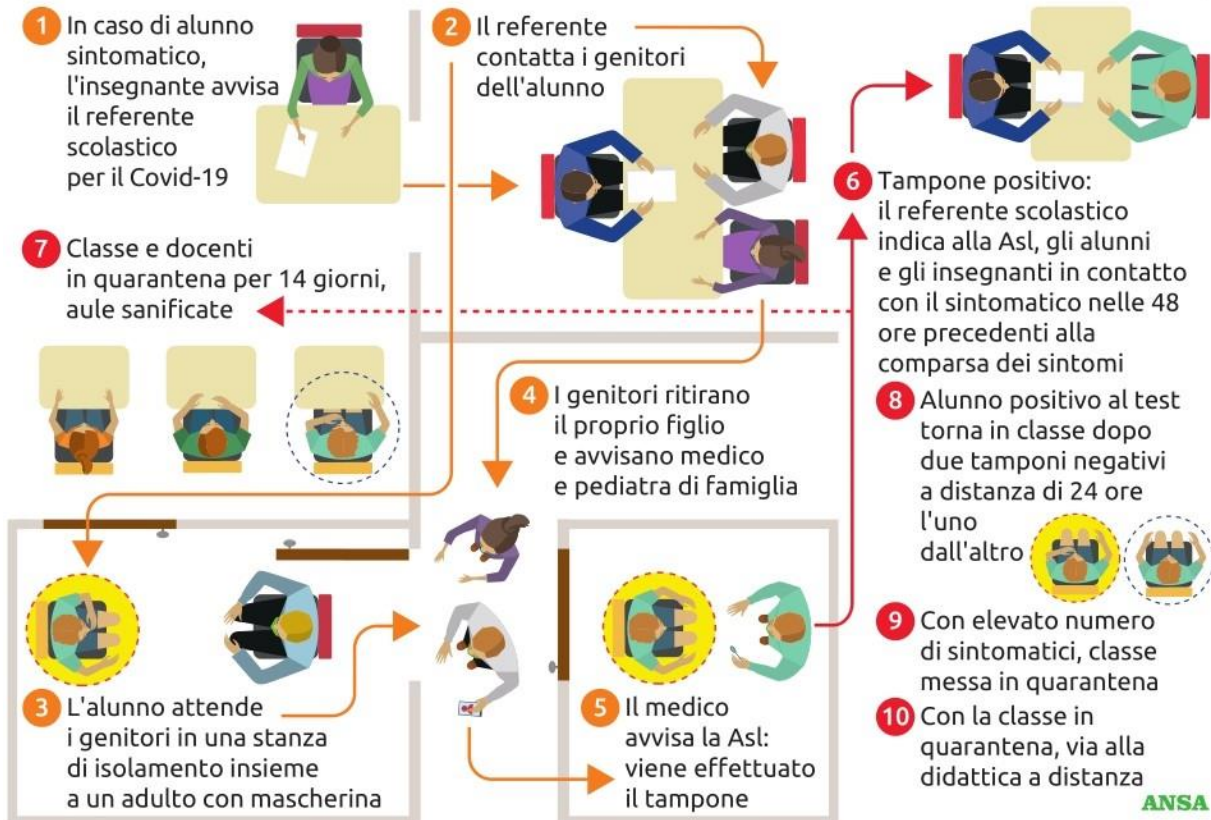 1 In caso di alunno
sintomatico,
l'insegnante avvisa
il referente
scolastico
per il Covid-19
2 Il referente
contatta i genitori
dell'alunno
3 L'alunno attende
i genitori in una stanza
di isolamento insieme
a un adulto con mascherina
4 I genitori ritirano
il proprio figlio
e avvisano medico
e pediatra di famiglia
5 Il medico
avvisa la Asl:
viene effettuato
il tampone
6 Tampone positivo:
il referente scolastico
indica alla Asl, gli alunni
e gli insegnanti in contatto
con il sintomatico nelle 48
ore precedenti alla
comparsa dei sintomi
7 Classe e docenti
in quarantena per 14 giorni,
aule sanificate
8 Alunno positivo al test
torna in classe dopo
due tamponi negativi
a distanza di 24 ore
l'uno
dall'altro
9 Con elevato numero
di sintomatici, classe
messa in quarantena
10 Con la classe in
quarantena, via alla
didattica a distanza
ANSA